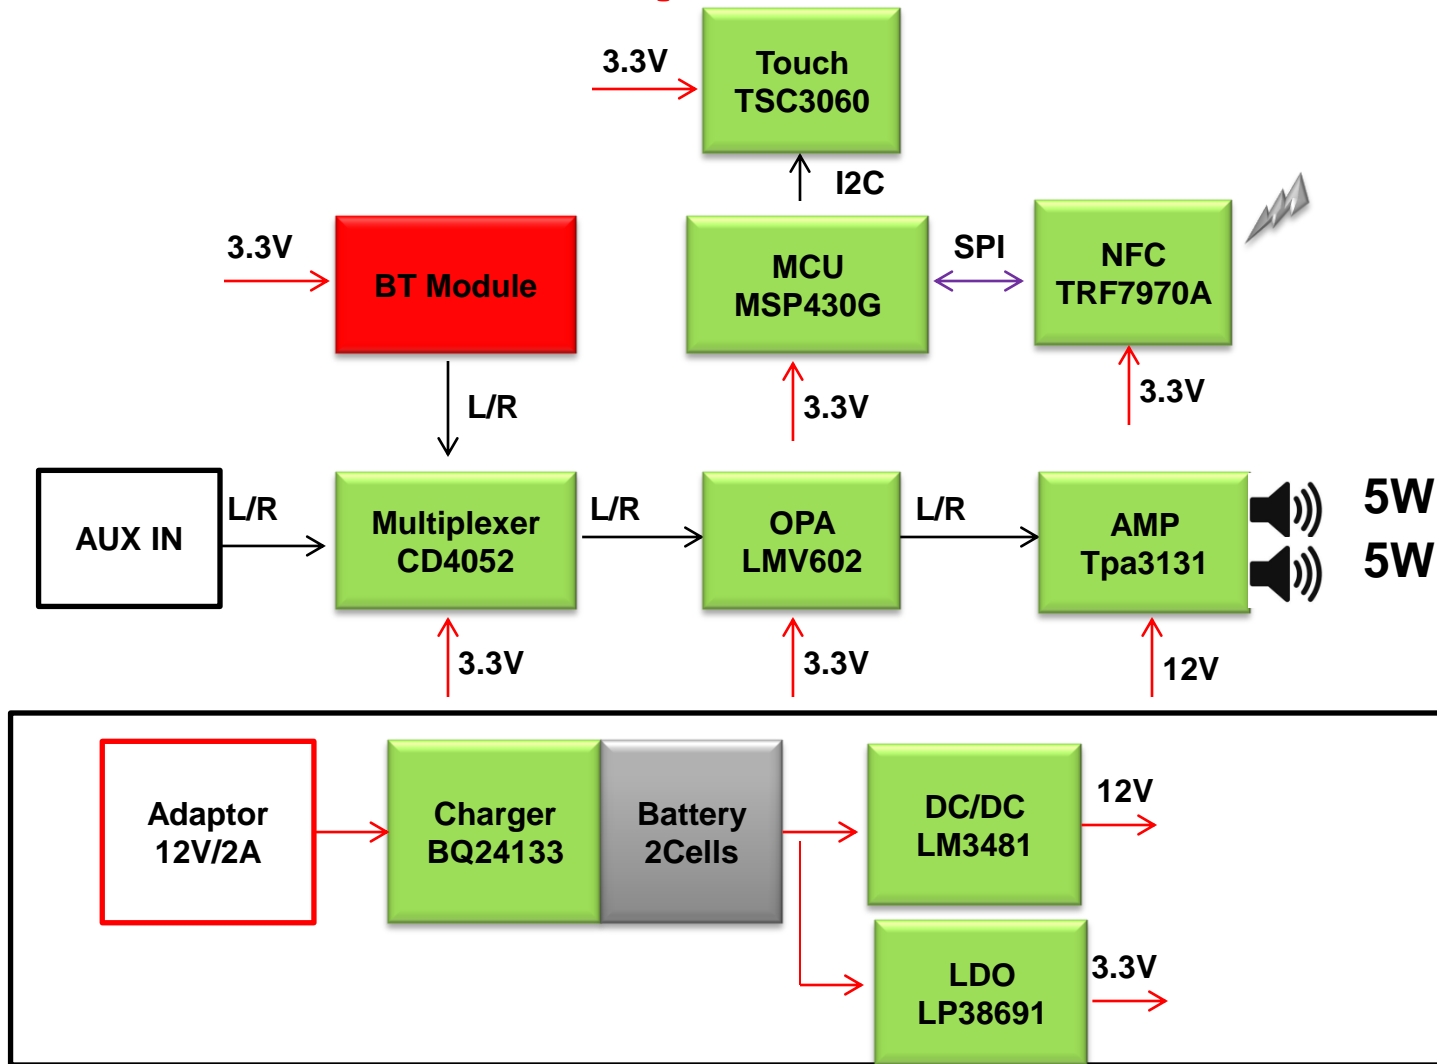 g
3.3V
Touch
TSC3060
I2C
3.3V
BT Module
MCU
MSP430G
SPI
NFC
TRF7970A
L/R
3.3V
3.3V
AUX IN
L/R
Multiplexer
CD4052
L/R
OPA
LMV602
L/R
AMP
Tpa3131
5W
5W
3.3V
3.3V
12V
Adaptor
12V/2A
Charger
BQ24133
Battery
2Cells
DC/DC
LM3481
12V
LDO
LP38691
3.3V